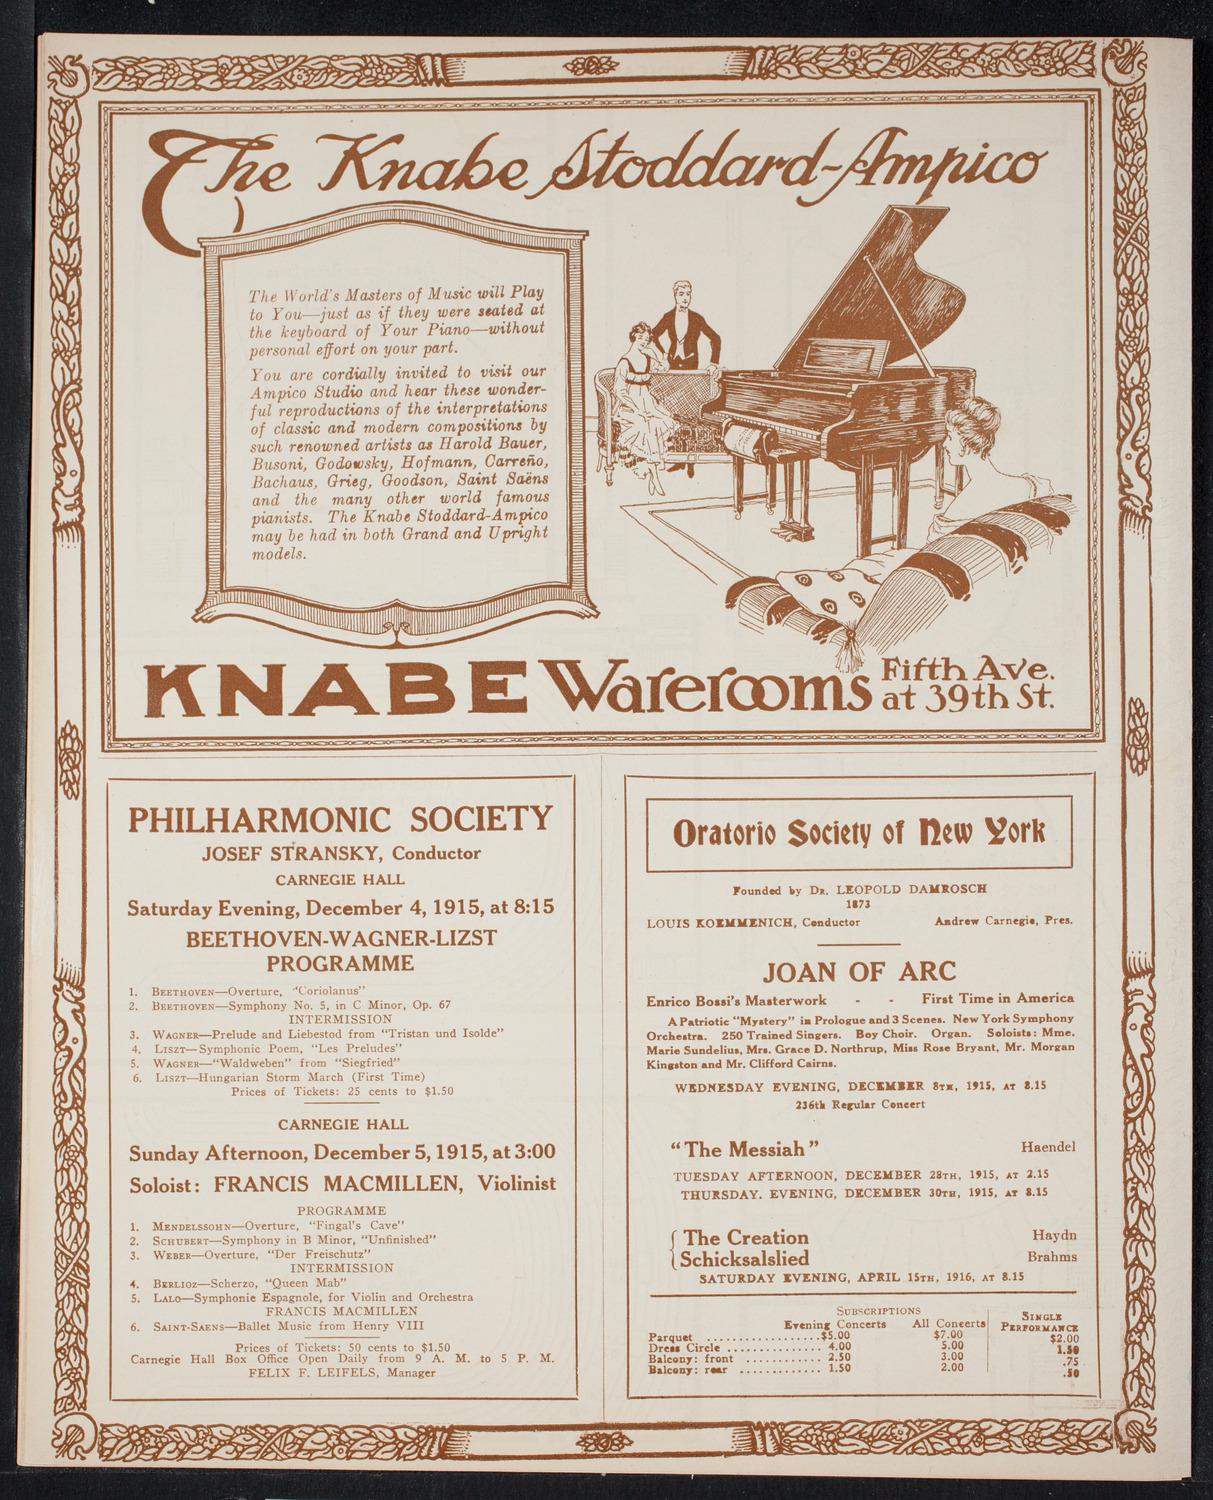 The Knabe Stoddard-Ampico
The World's Masters of Music will Play
to You—just as if they were seated at
the keyboard of Your Piano—without
personal effort on your part.
You are cordially invited to visit our
Ampico Studio and hear these wonder-
ful reproductions of the interpretations
of classic and modern compositions by
such renowned artists as Harold Bauer,
Busoni, Godowsky, Hofmann, Carreño,
Bachaus, Grieg, Goodson, Saint Saëns
and the many other world famous
pianists. The Knabe Stoddard-Ampico
may be had in both Grand and Upright
models.
KNABE Warerooms Fifth Ave.
at 39th St.
PHILHARMONIC SOCIETY
JOSEF STRANSKY, Conductor
CARNEGIE HALL
Saturday Evening, December 4, 1915, at 8:15
BEETHOVEN-WAGNER-LIZST
PROGRAMME
1. BEETHOVEN—Overture, "Coriolanus"
2. BEETHOVEN—Symphony No. 5, in C Minor, Op. 67
INTERMISSION
3. WAGNER—Prelude and Liebestod from "Tristan und Isolde"
4. LISZT—Symphonic Poem, "Les Preludes"
5. WAGNER—"Waldweben" from "Siegfried"
6. LISZT—Hungarian Storm March (First Time)
Prices of Tickets: 25 cents to $1.50
CARNEGIE HALL
Sunday Afternoon, December 5, 1915, at 3:00
Soloist: FRANCIS MACMILLEN, Violinist
PROGRAMME
1. MENDELSSOHN—Overture, "Fingal's Cave"
2. SCHUBERT—Symphony in B Minor, "Unfinished"
3. WEBER—Overture, "Der Freischutz"
INTERMISSION
4. BERLIOZ—Scherzo, "Queen Mab"
5. LALO—Symphonie Espagnole, for Violin and Orchestra
FRANCIS MACMILLEN
6. SAINT-SAENS—Ballet Music from Henry VIII
Prices of Tickets: 50 cents to $1.50
Carnegie Hall Box Office Open Daily from 9 A. M. to 5 P. M.
FELIX F. LEIFELS, Manager
Oratorio Society of New York
Founded by DR. LEOPOLD DAMROSCH
1873
LOUIS KOEMMENICH, Conductor Andrew Carnegie, Pres.
JOAN OF ARC
Enrico Bossi's Masterwork - - First Time in America
A Patriotic "Mystery" in Prologue and 3 Scenes. New York Symphony
Orchestra. 250 Trained Singers. Boy Choir. Organ. Soloists: Mme.
Marie Sundelius, Mrs. Grace D. Northrup, Miss Rose Bryant, Mr. Morgan
Kingston and Mr. Clifford Cairns.
WEDNESDAY EVENING, DECEMBER 8TH, 1915, AT 8.15
236th Regular Concert
"The Messiah" Haendel
TUESDAY AFTERNOON, DECEMBER 28TH, 1915, AT 2.15
THURSDAY. EVENING, DECEMBER 30TH, 1915, AT 8.15
The Creation Haydn
Schicksalslied Brahms
SATURDAY EVENING, APRIL 15TH, 1916, AT 8.15
SUBSCRIPTIONS SINGLE
Evening Concerts All Concerts PERFORMANCE
Parquet ..................$5.00 $7.00 $2.00
Dress Circle ............... 4.00 5.00 1.50
Balcony: front ............ 2.50 3.00 .75
Balcony: rear ............. 1.50 2.00 .50